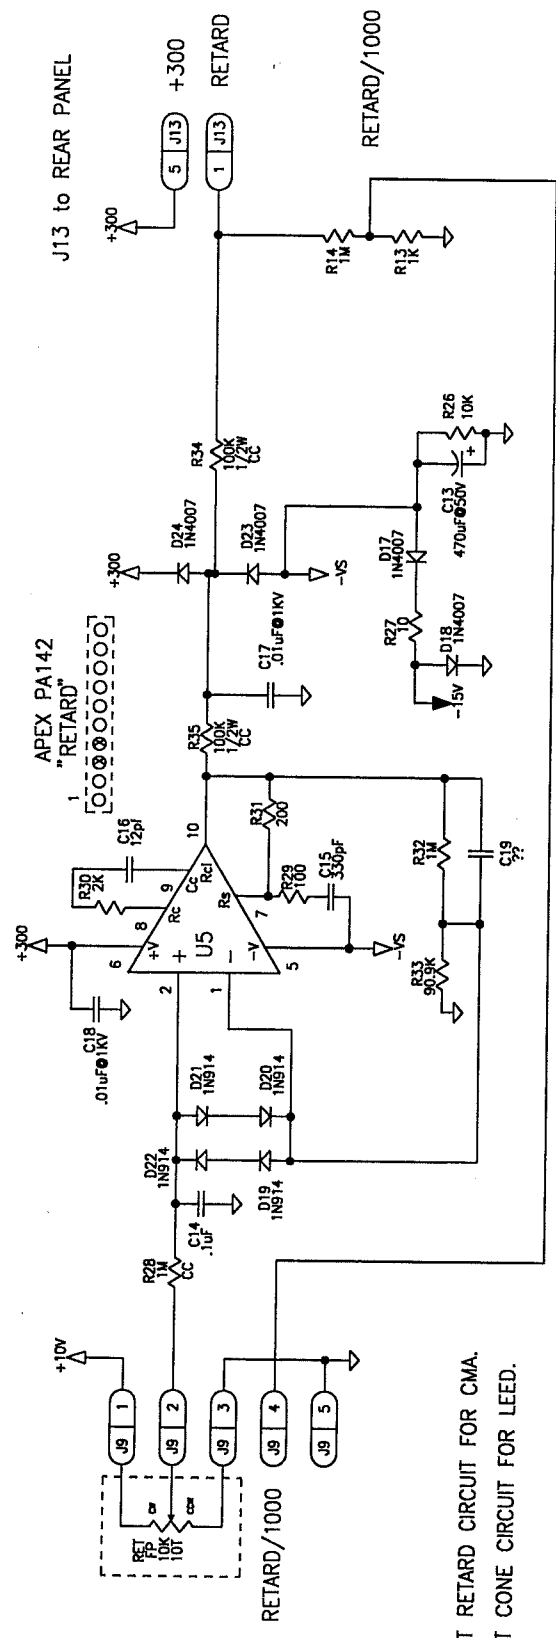 J13 to REAR PANEL
+300
5 J13 +300
1 J13 RETARD
RETARD/1000
R14
1M
R13
1K
R34
100K
1/2W
CC
D24
1N4007
+300
D23
1N4007
-VS
C17
.01uF@1KV
R26
10K
C13
470uF@50V
+
D17
1N4007
R27
10
D18
1N4007
-15V
APEX PA142
"RETARD"
1
R35
100K
1/2W
CC
C16
12pf
R30
2K
10
9
8
Cc
Rcl
Rc
Rs
7
R31
200
R29
100
C15
330pF
+300
6
+V
+
U5
-
-V
5
2
1
-VS
C18
.01uF@1KV
R32
1M
C19
??
R33
90.9K
D21
1N914
D20
1N914
D22
1N914
D19
1N914
C14
.1uF
R28
1M
CC
+10V
J9 1
J9 2
J9 3
J9 4
J9 5
RET
FP
10K
10T
cw
ccw
RETARD/1000
T RETARD CIRCUIT FOR CMA.
T CONE CIRCUIT FOR LEED.